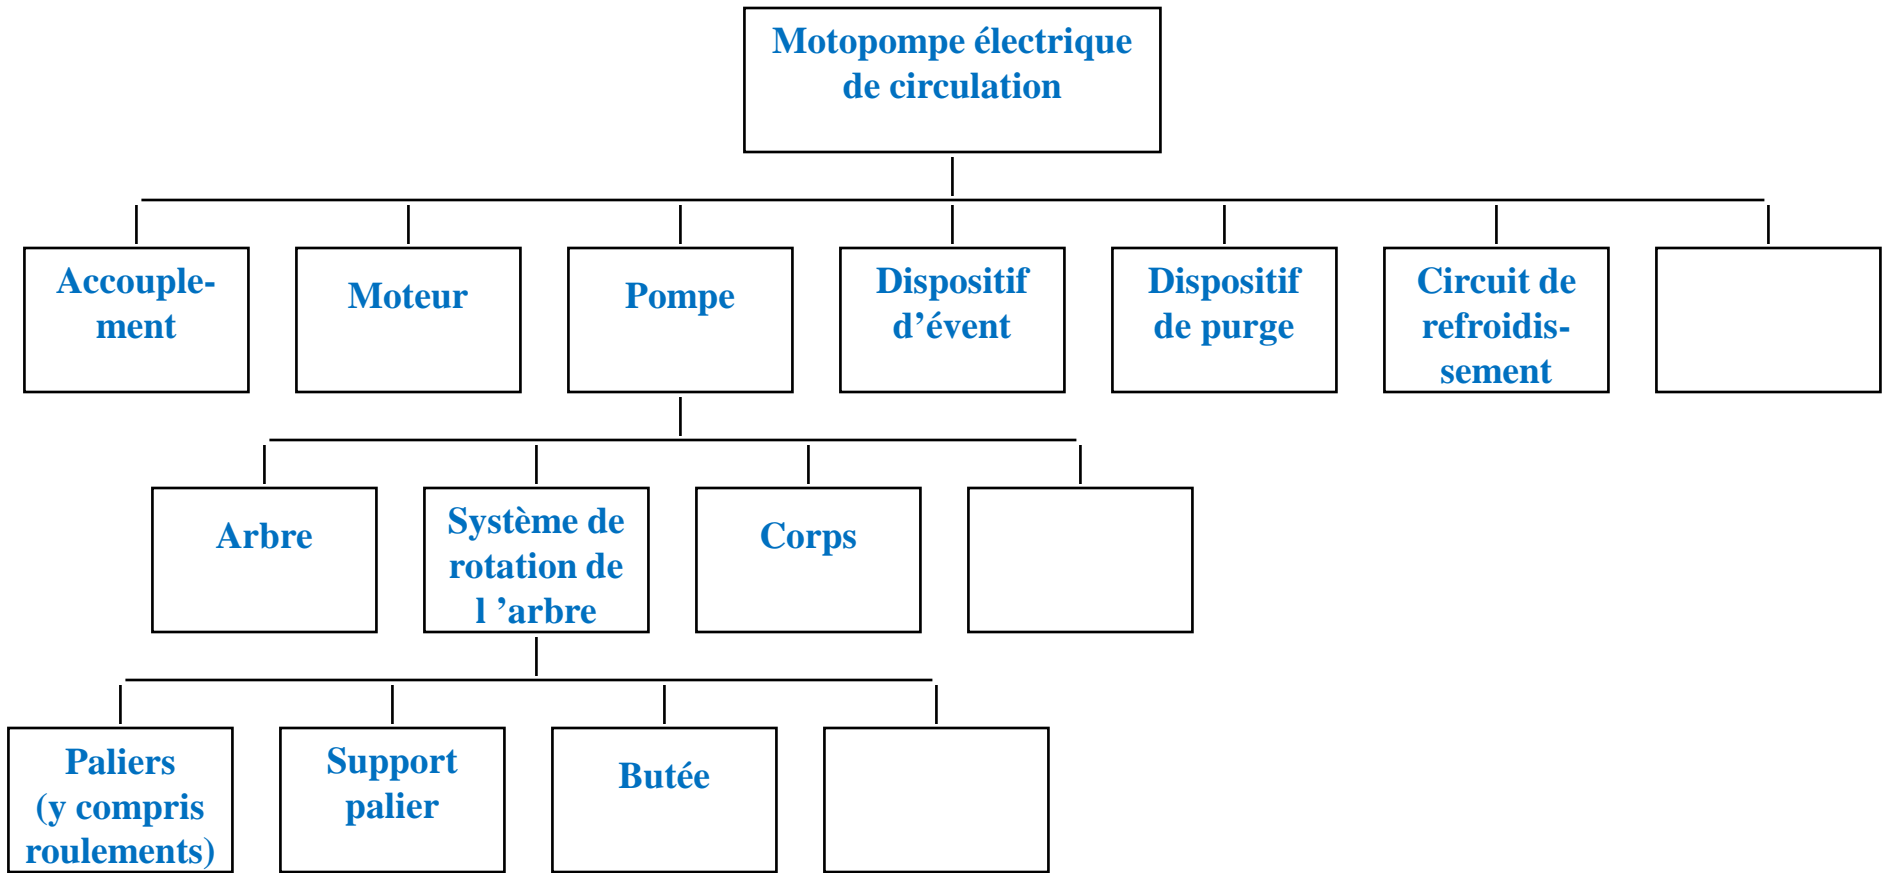 Motopompe électrique
de circulation
Accouple-
ment
Moteur
Pompe
Dispositif
d’évent
Dispositif
de purge
Circuit de
refroidis-
sement
Arbre
Système de
rotation de
l ’arbre
Corps
Paliers
(y compris
roulements)
Support
palier
Butée